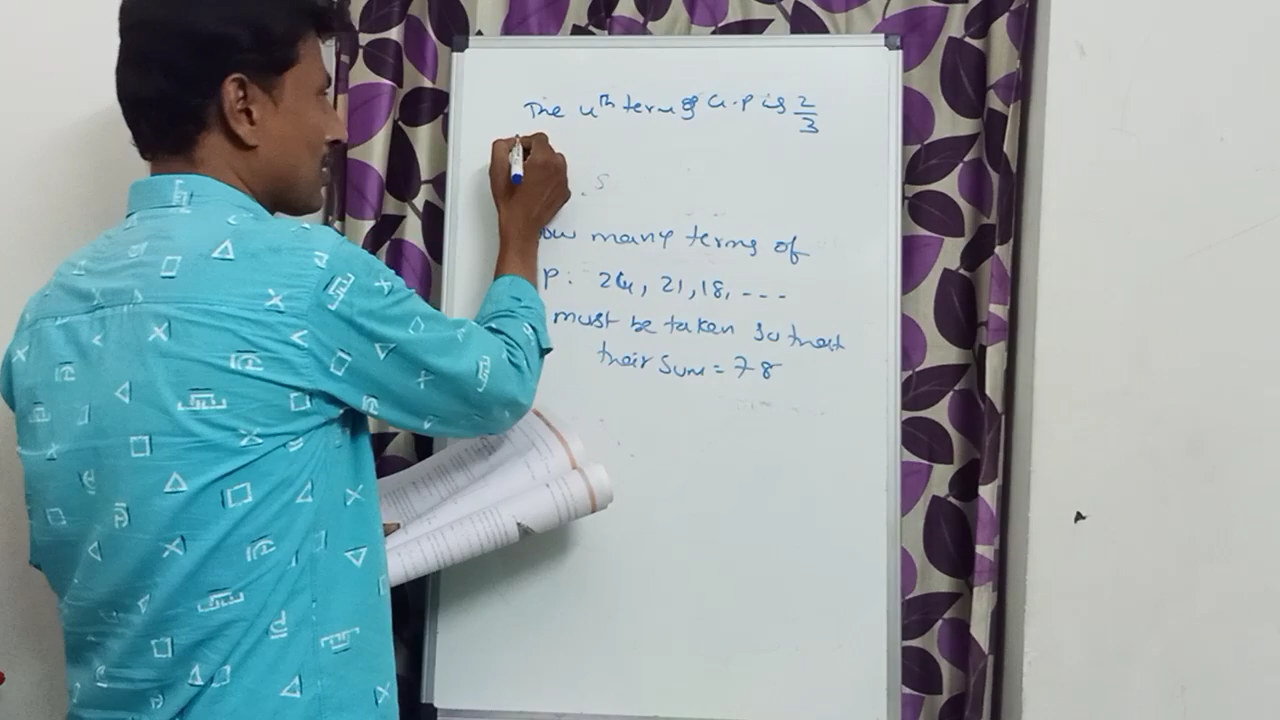 The 4th term of G.P is 2/3
. s
ow many terms of
P: 24, 21, 18, ---
must be taken so that
their sum = 78